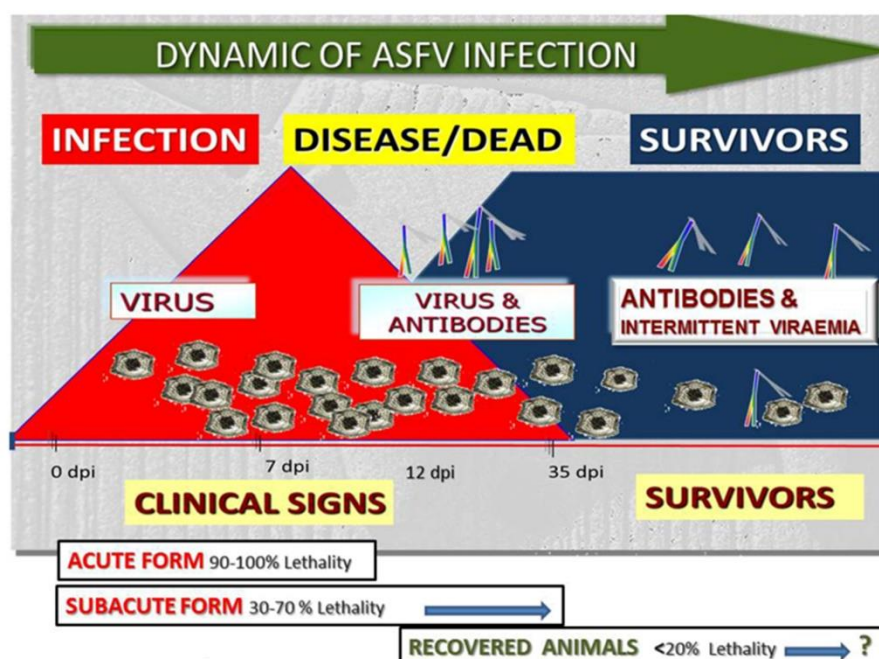 DYNAMIC OF ASFV INFECTION
INFECTION
DISEASE/DEAD
SURVIVORS
VIRUS
VIRUS &
ANTIBODIES
ANTIBODIES &
INTERMITTENT VIRAEMIA
0 dpi
7 dpi
12 dpi
35 dpi
CLINICAL SIGNS
SURVIVORS
ACUTE FORM 90-100% Lethality
SUBACUTE FORM 30-70 % Lethality
RECOVERED ANIMALS <20% Lethality ?